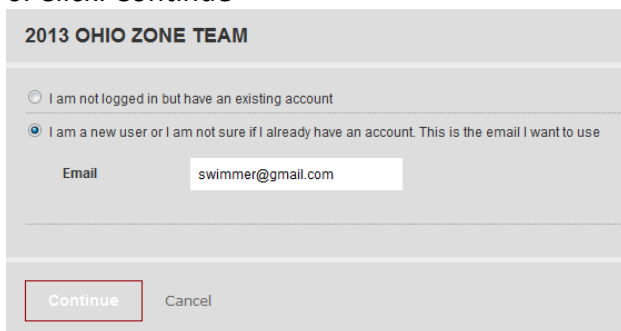 2013 OHIO ZONE TEAM
I am not logged in but have an existing account
I am a new user or I am not sure if I already have an account. This is the email I want to use
Email swimmer@gmail.com
Continue Cancel